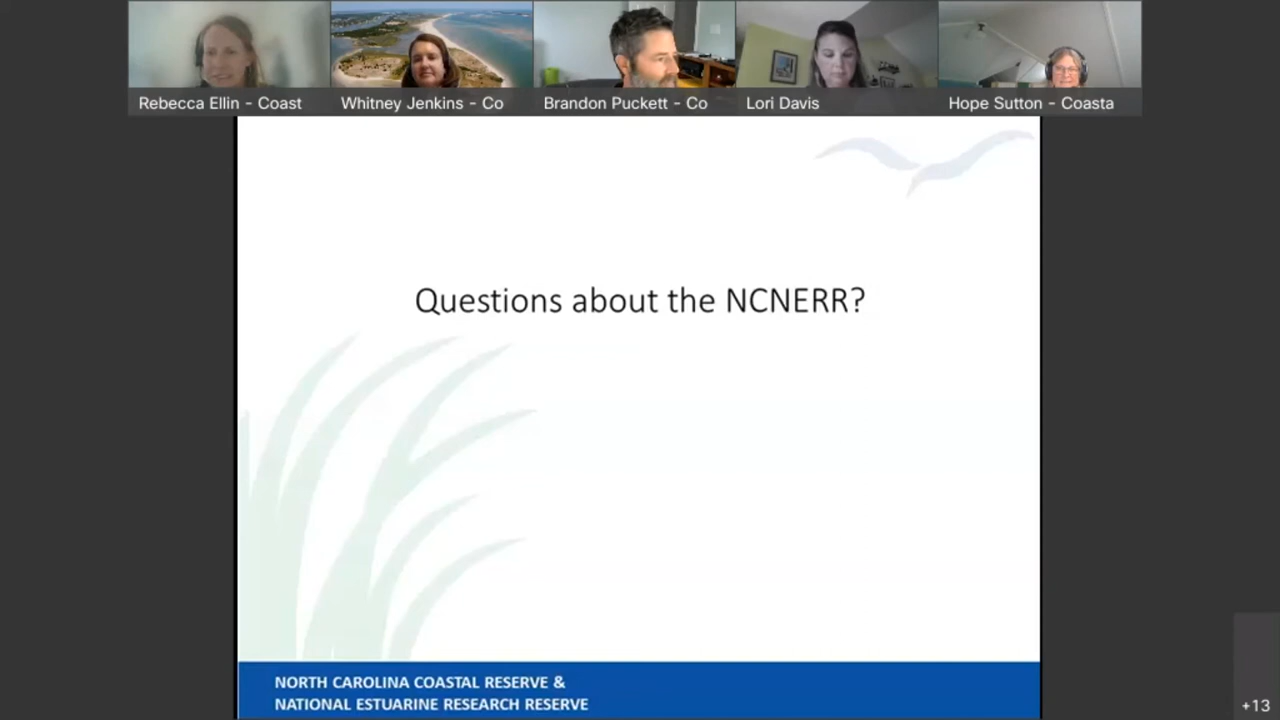 Rebecca Ellin - Coast
Whitney Jenkins - Co
Brandon Puckett - Co
Lori Davis
Hope Sutton - Coasta
Questions about the NCNERR?
NORTH CAROLINA COASTAL RESERVE &
NATIONAL ESTUARINE RESEARCH RESERVE
+13